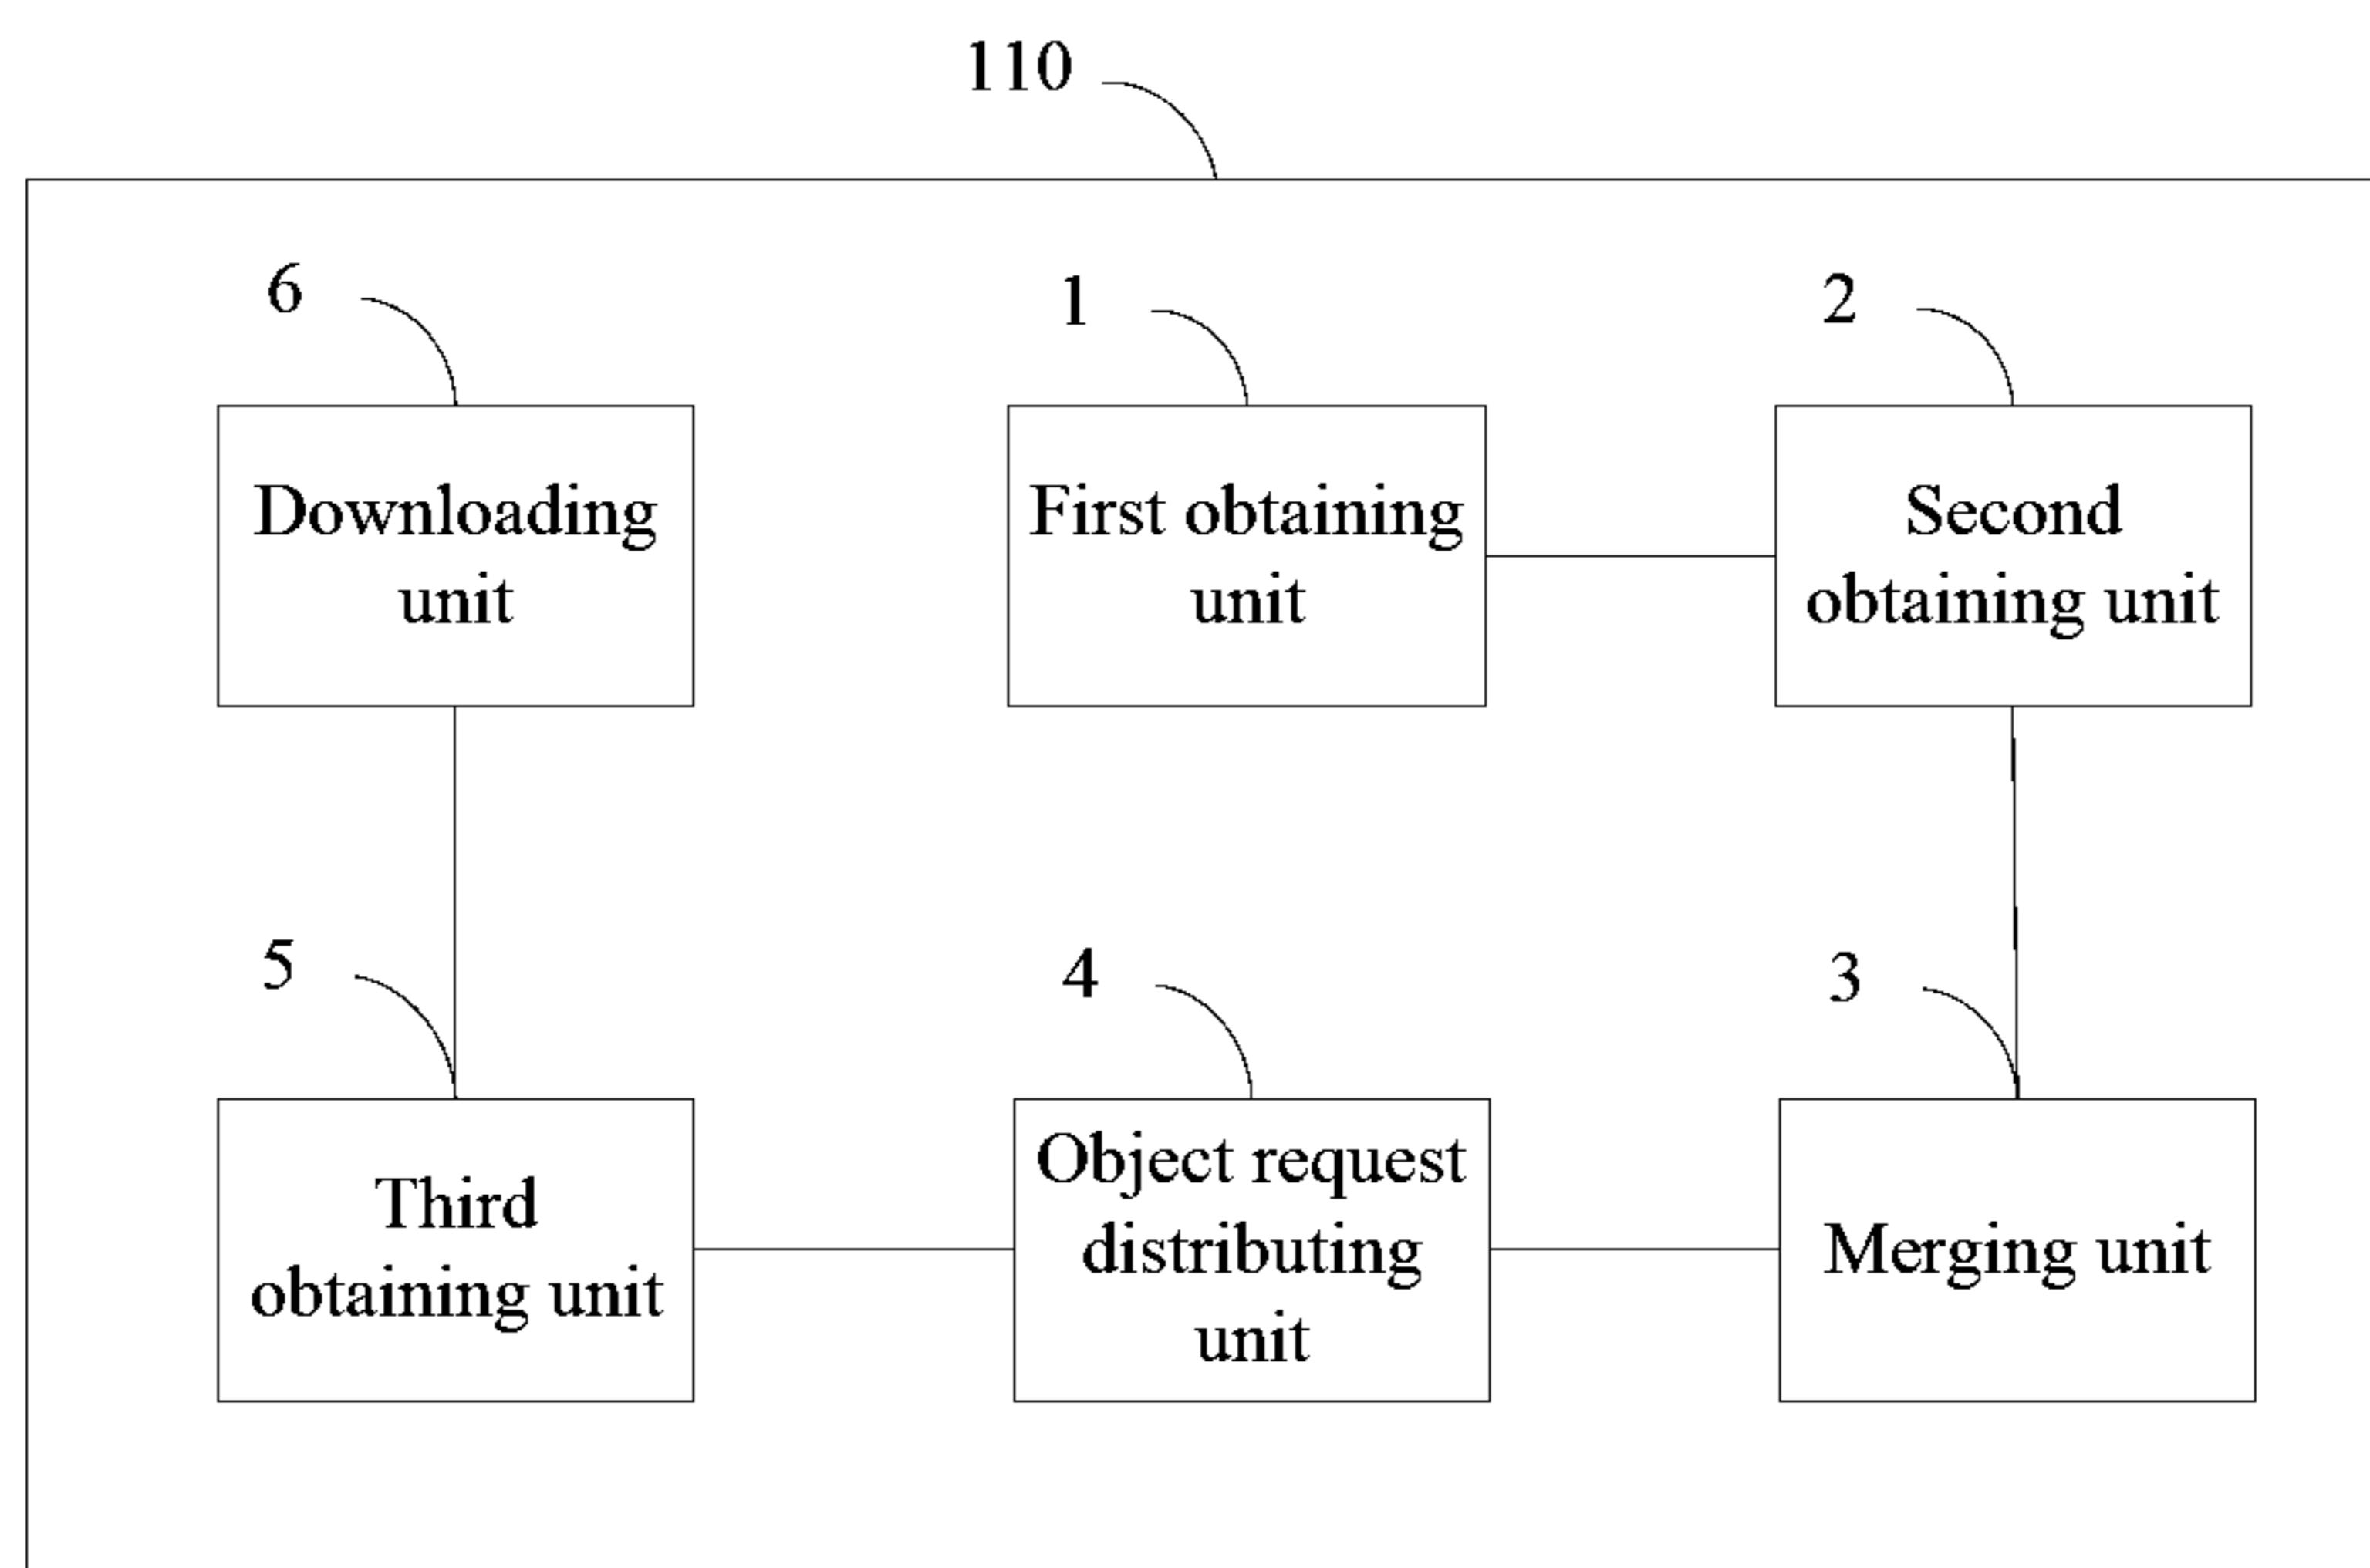 110
6
1
2
Downloading
unit
First obtaining
unit
Second
obtaining unit
5
4
3
Third
obtaining unit
Object request
distributing
unit
Merging unit